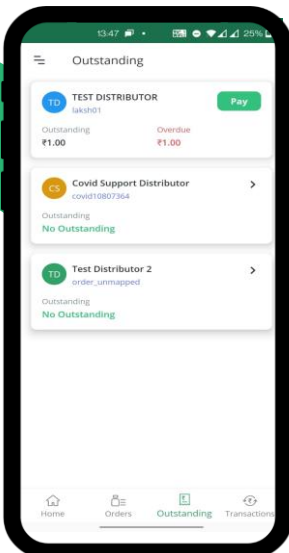 13:47 25%
Outstanding
TD TEST DISTRIBUTOR Pay
laksh01
Outstanding Overdue
₹1.00 ₹1.00
CS Covid Support Distributor
covid10807364
Outstanding
No Outstanding
TD Test Distributor 2
order_unmapped
Outstanding
No Outstanding
Home Orders Outstanding Transactions